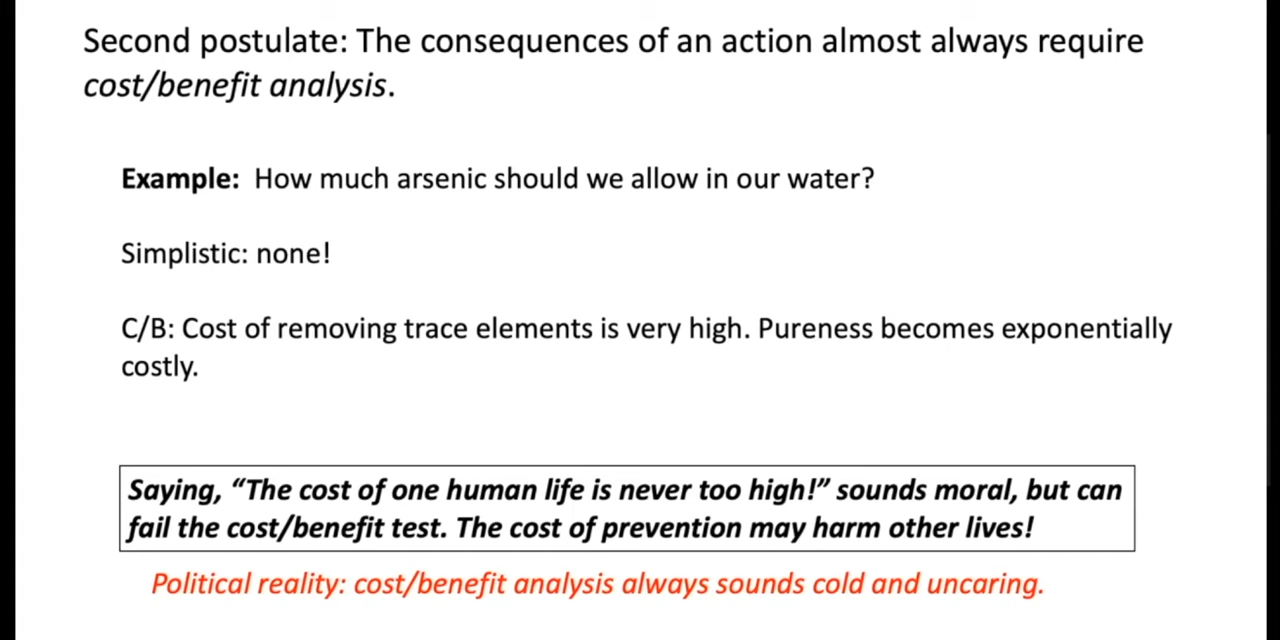 Second postulate: The consequences of an action almost always require
cost/benefit analysis.
Example: How much arsenic should we allow in our water?
Simplistic: none!
C/B: Cost of removing trace elements is very high. Pureness becomes exponentially
costly.
Saying, “The cost of one human life is never too high!” sounds moral, but can
fail the cost/benefit test. The cost of prevention may harm other lives!
Political reality: cost/benefit analysis always sounds cold and uncaring.